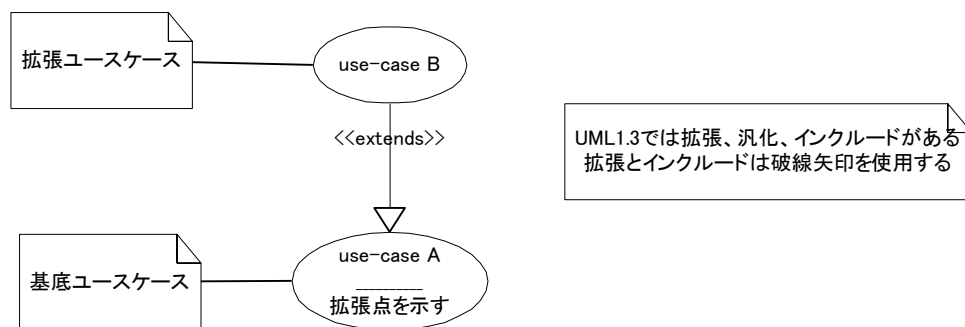 拡張ユースケース
use-case B
<<extends>>
UML1.3では拡張、汎化、インクルードがある
拡張とインクルードは破線矢印を使用する
基底ユースケース
use-case A
__________
拡張点を示す